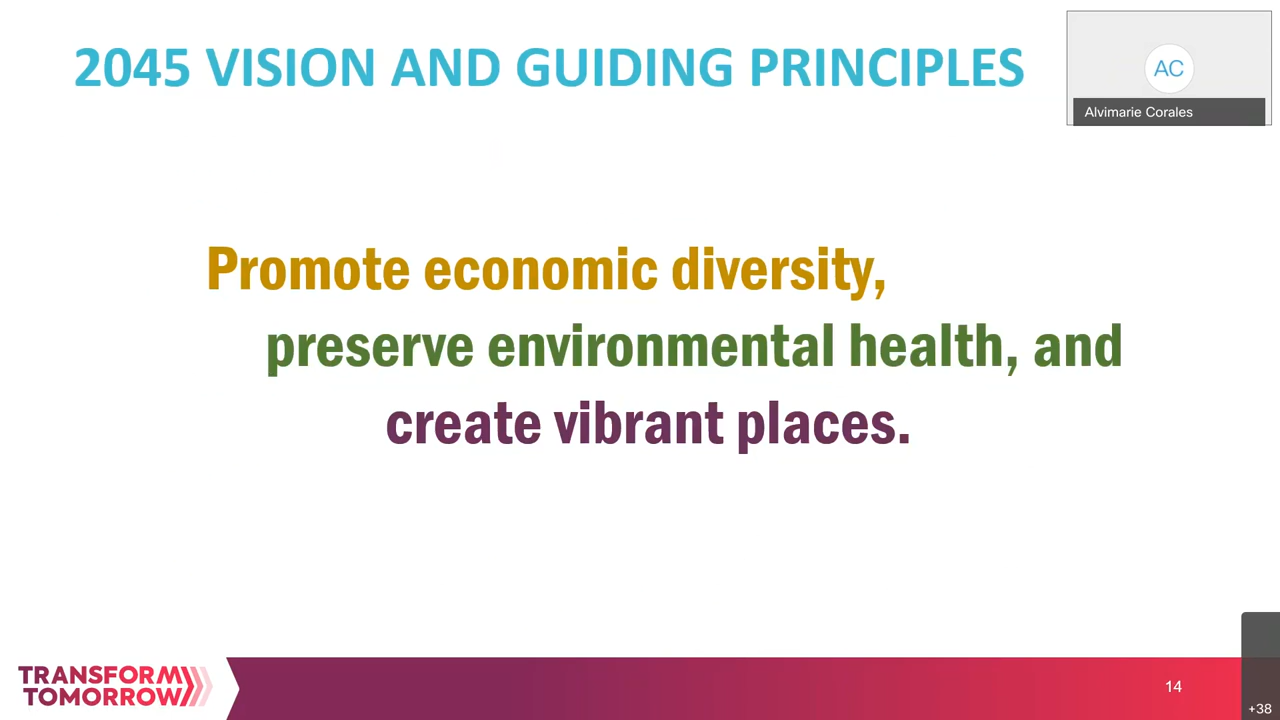 2045 VISION AND GUIDING PRINCIPLES
AC
Alvimarie Corales
Promote economic diversity,
preserve environmental health, and
create vibrant places.
TRANSFORM
TOMORROW
14
+38